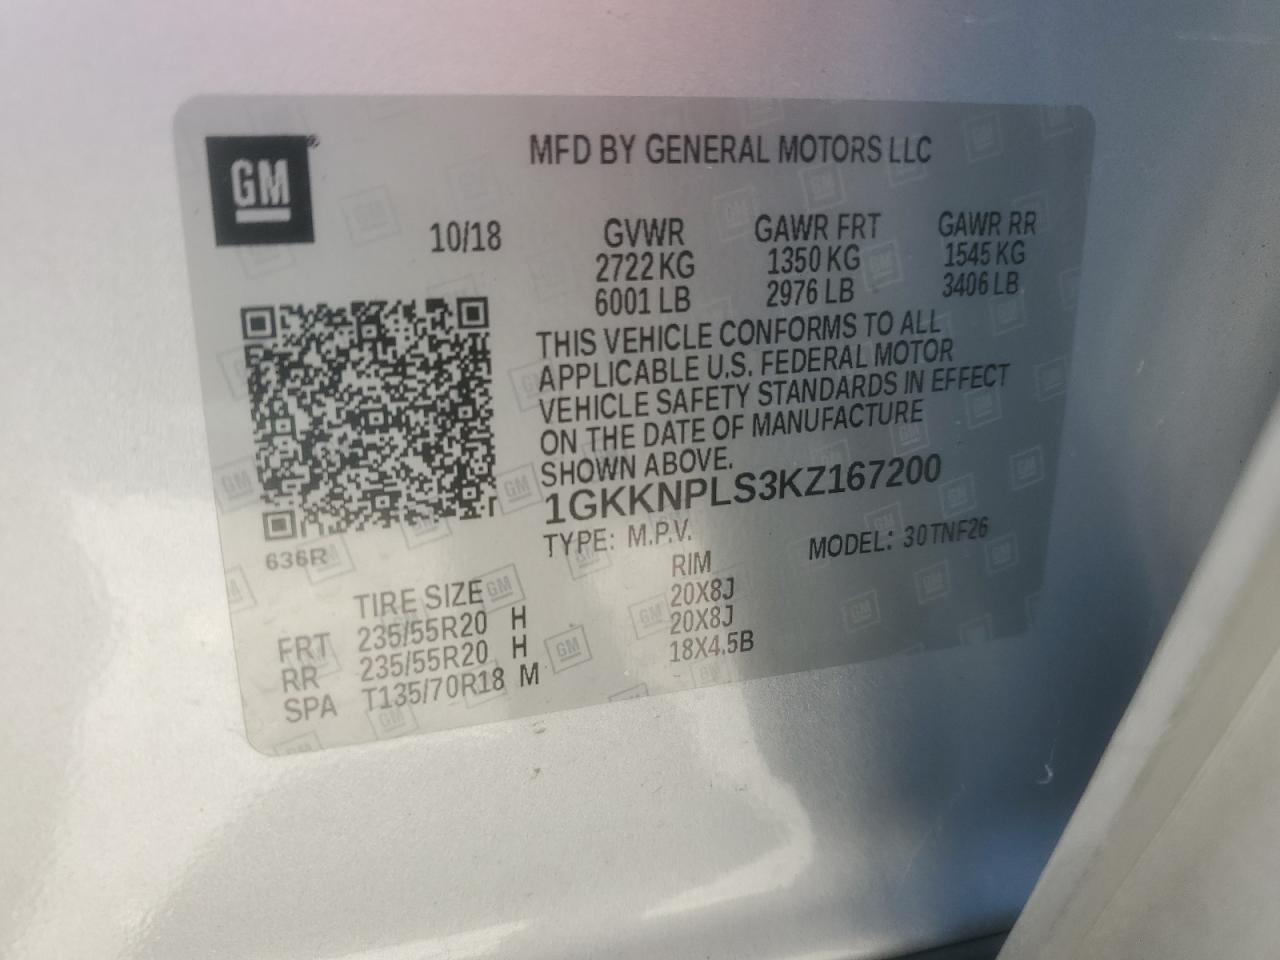 GM
MFD BY GENERAL MOTORS LLC
10/18 GVWR GAWR FRT GAWR RR
2722 KG 1350 KG 1545 KG
6001 LB 2976 LB 3406 LB
THIS VEHICLE CONFORMS TO ALL
APPLICABLE U.S. FEDERAL MOTOR
VEHICLE SAFETY STANDARDS IN EFFECT
ON THE DATE OF MANUFACTURE
SHOWN ABOVE.
1GKKNPLS3KZ167200
TYPE: M.P.V. MODEL: 30TNF26
636R
TIRE SIZE RIM
FRT 235/55R20 H 20X8J
RR 235/55R20 H 20X8J
SPA T135/70R18 M 18X4.5B